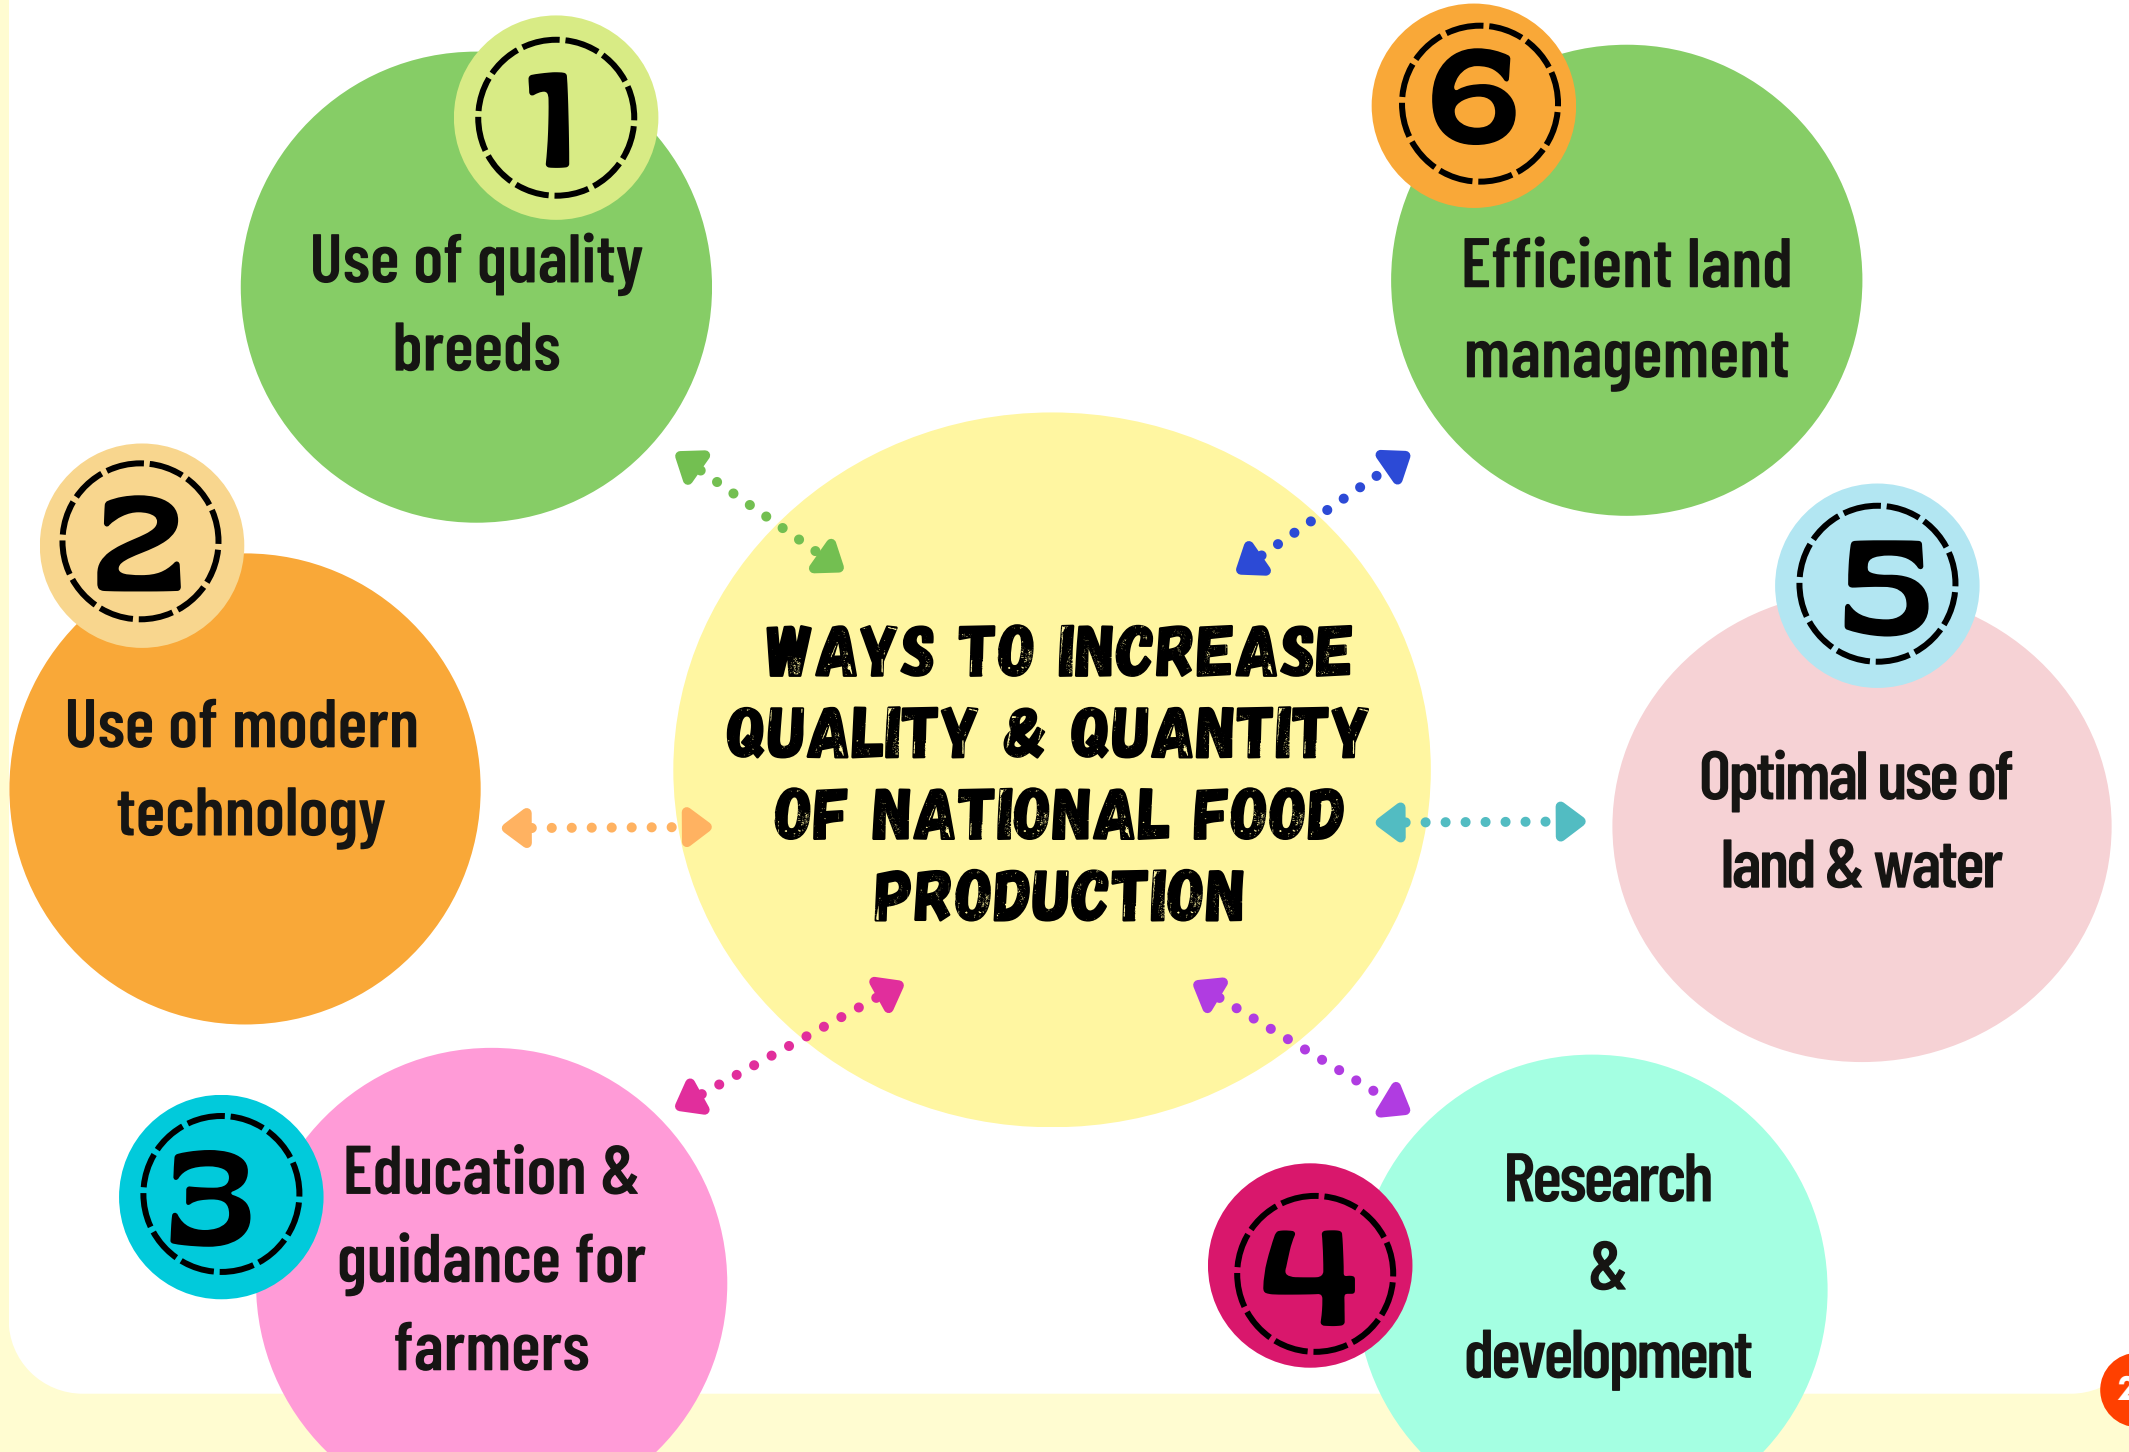 1
Use of quality
breeds
2
Use of modern
technology
3
Education &
guidance for
farmers
4
Research
&
development
5
Optimal use of
land & water
6
Efficient land
management
WAYS TO INCREASE
QUALITY & QUANTITY
OF NATIONAL FOOD
PRODUCTION